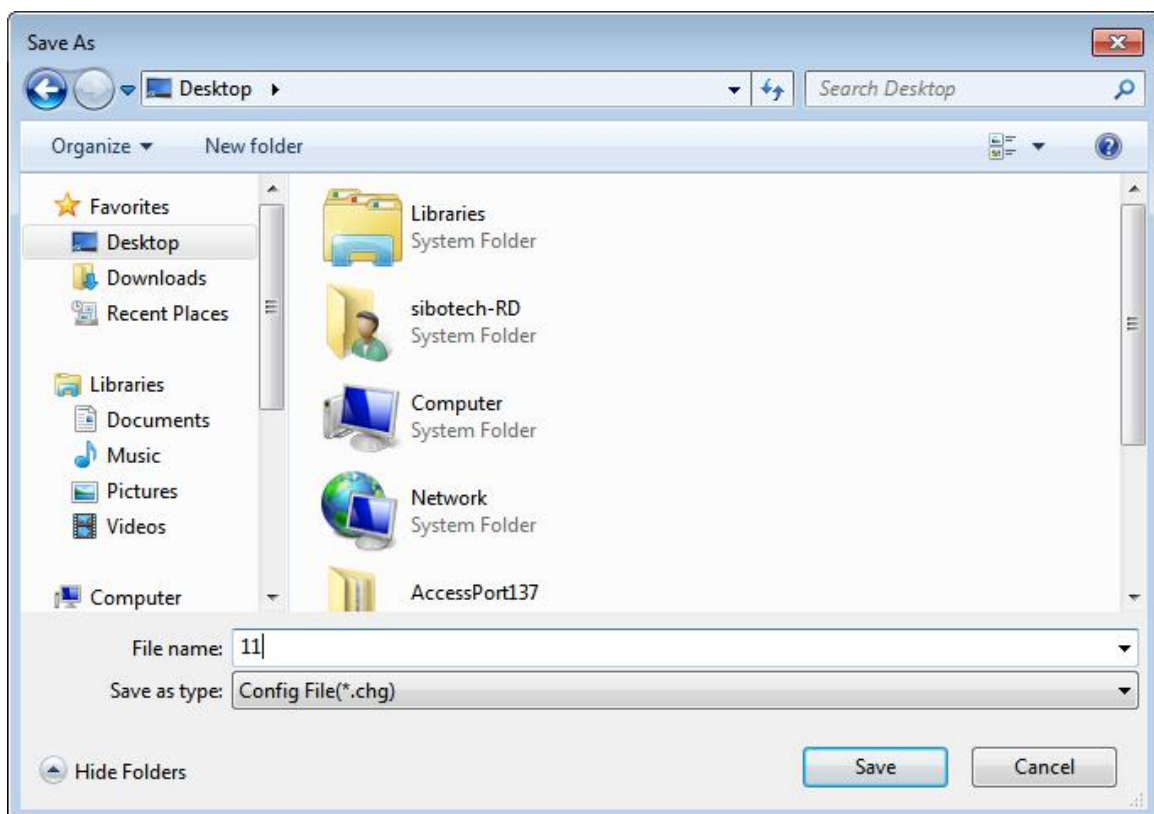 Save As
Desktop
Search Desktop
Organize
New folder
Favorites
Desktop
Downloads
Recent Places
Libraries
Documents
Music
Pictures
Videos
Computer
Libraries
System Folder
sibotech-RD
System Folder
Computer
System Folder
Network
System Folder
AccessPort137
File name: 11
Save as type: Config File(*.chg)
Hide Folders
Save
Cancel